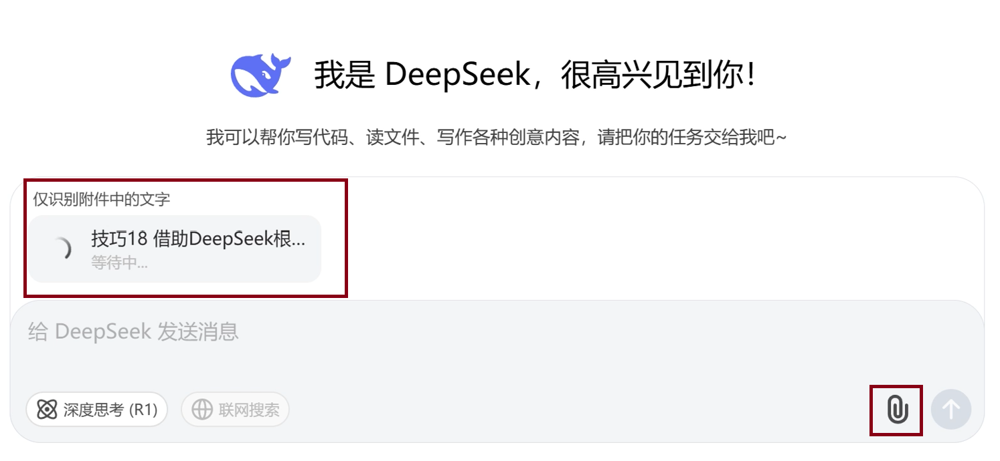 我是 DeepSeek，很高兴见到你！
我可以帮你写代码、读文件、写作各种创意内容，请把你的任务交给我吧~
仅识别附件中的文字
技巧18 借助DeepSeek根...
等待中...
给 DeepSeek 发送消息
深度思考 (R1) 联网搜索